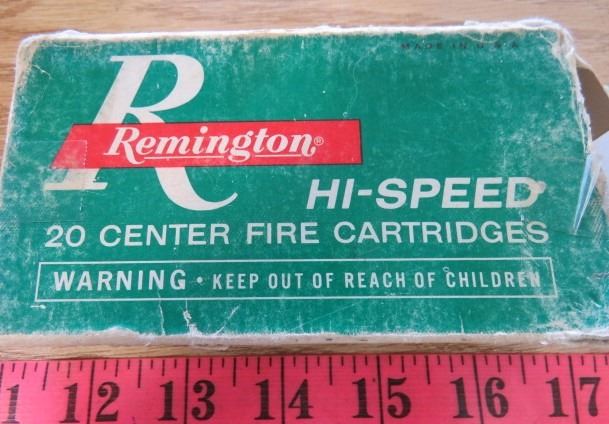 MADE IN U.S.A.
R
Remington®
HI-SPEED
20 CENTER FIRE CARTRIDGES
WARNING • KEEP OUT OF REACH OF CHILDREN
11 12 13 14 15 16 17